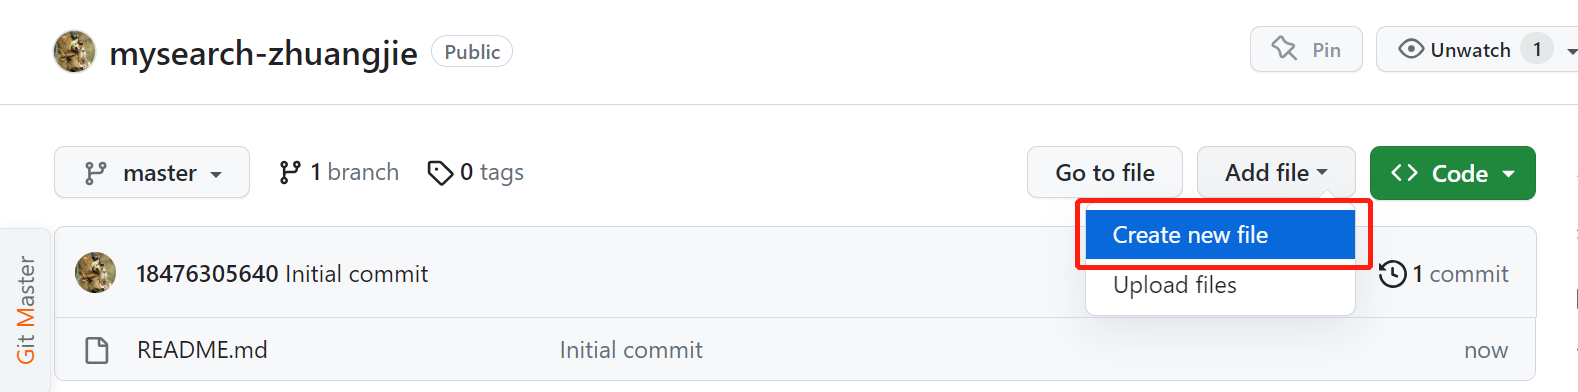 mysearch-zhuangjie Public
Pin
Unwatch 1
master
1 branch
0 tags
Go to file
Add file
Code
Create new file
Upload files
18476305640 Initial commit
1 commit
README.md
Initial commit
now
Git Master